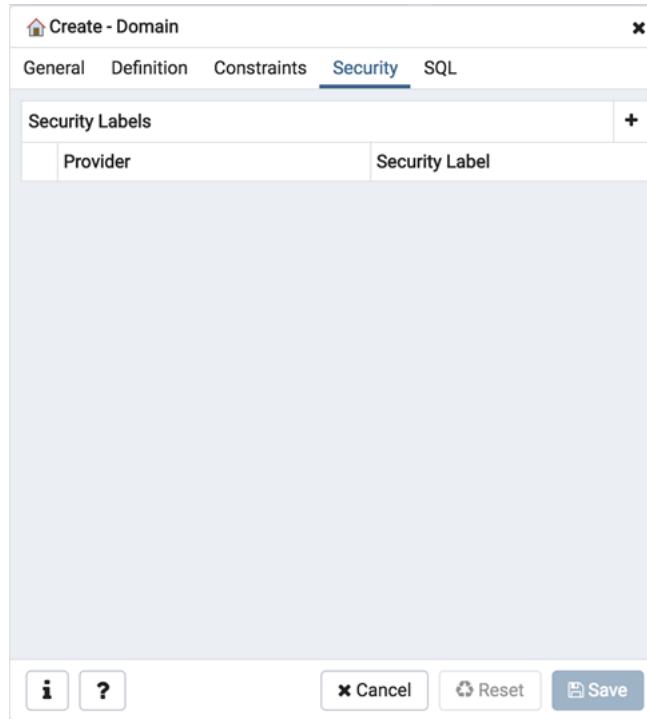 Create - Domain
General Definition Constraints Security SQL
Security Labels
Provider Security Label
i ? Cancel Reset Save